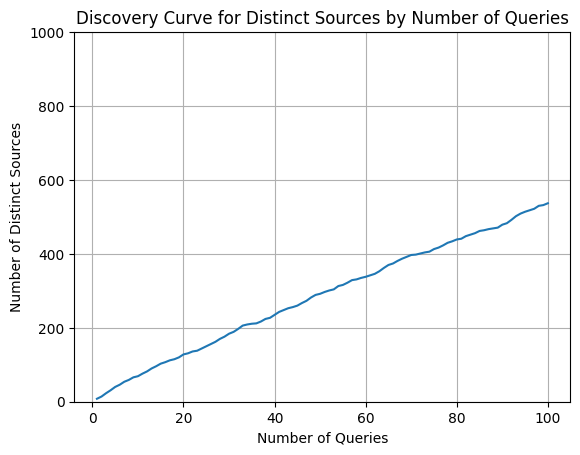 Discovery Curve for Distinct Sources by Number of Queries
1000
800
600
400
200
0
Number of Distinct Sources
0 20 40 60 80 100
Number of Queries